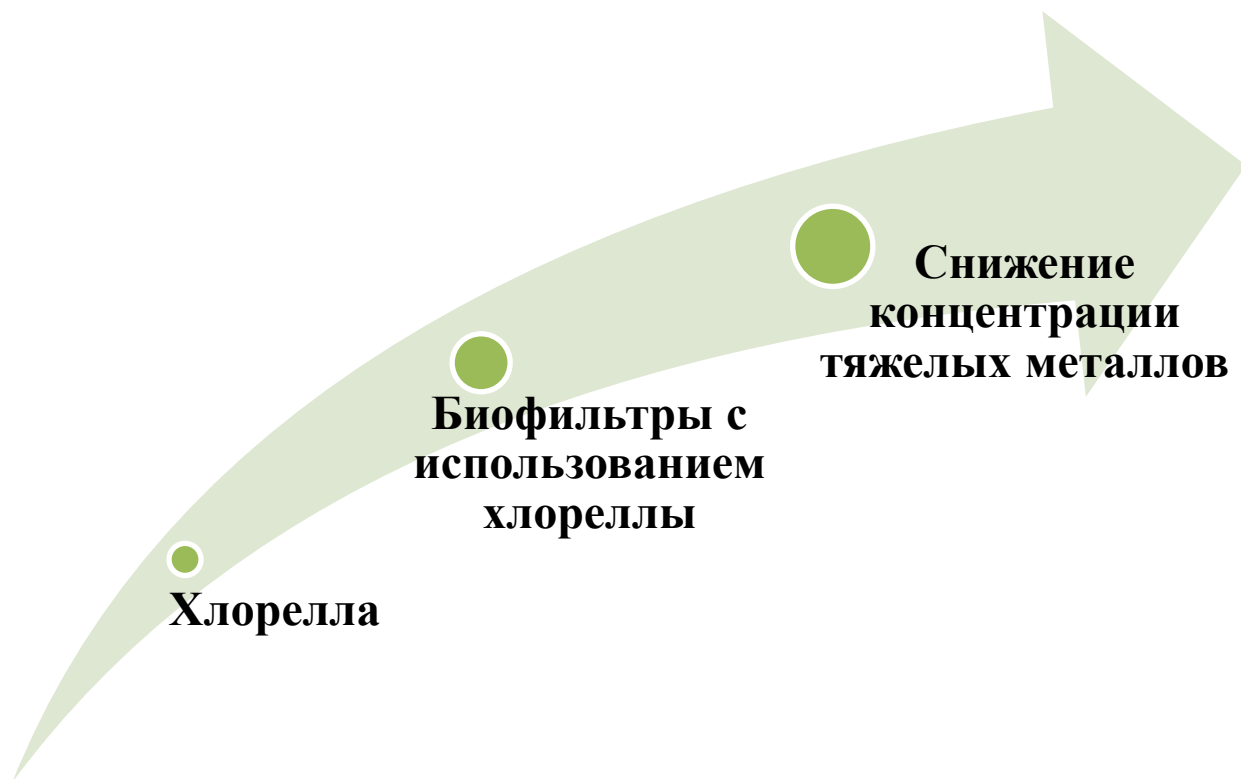 Снижение
концентрации
тяжелых металлов
Биофильтры с
использованием
хлореллы
Хлорелла